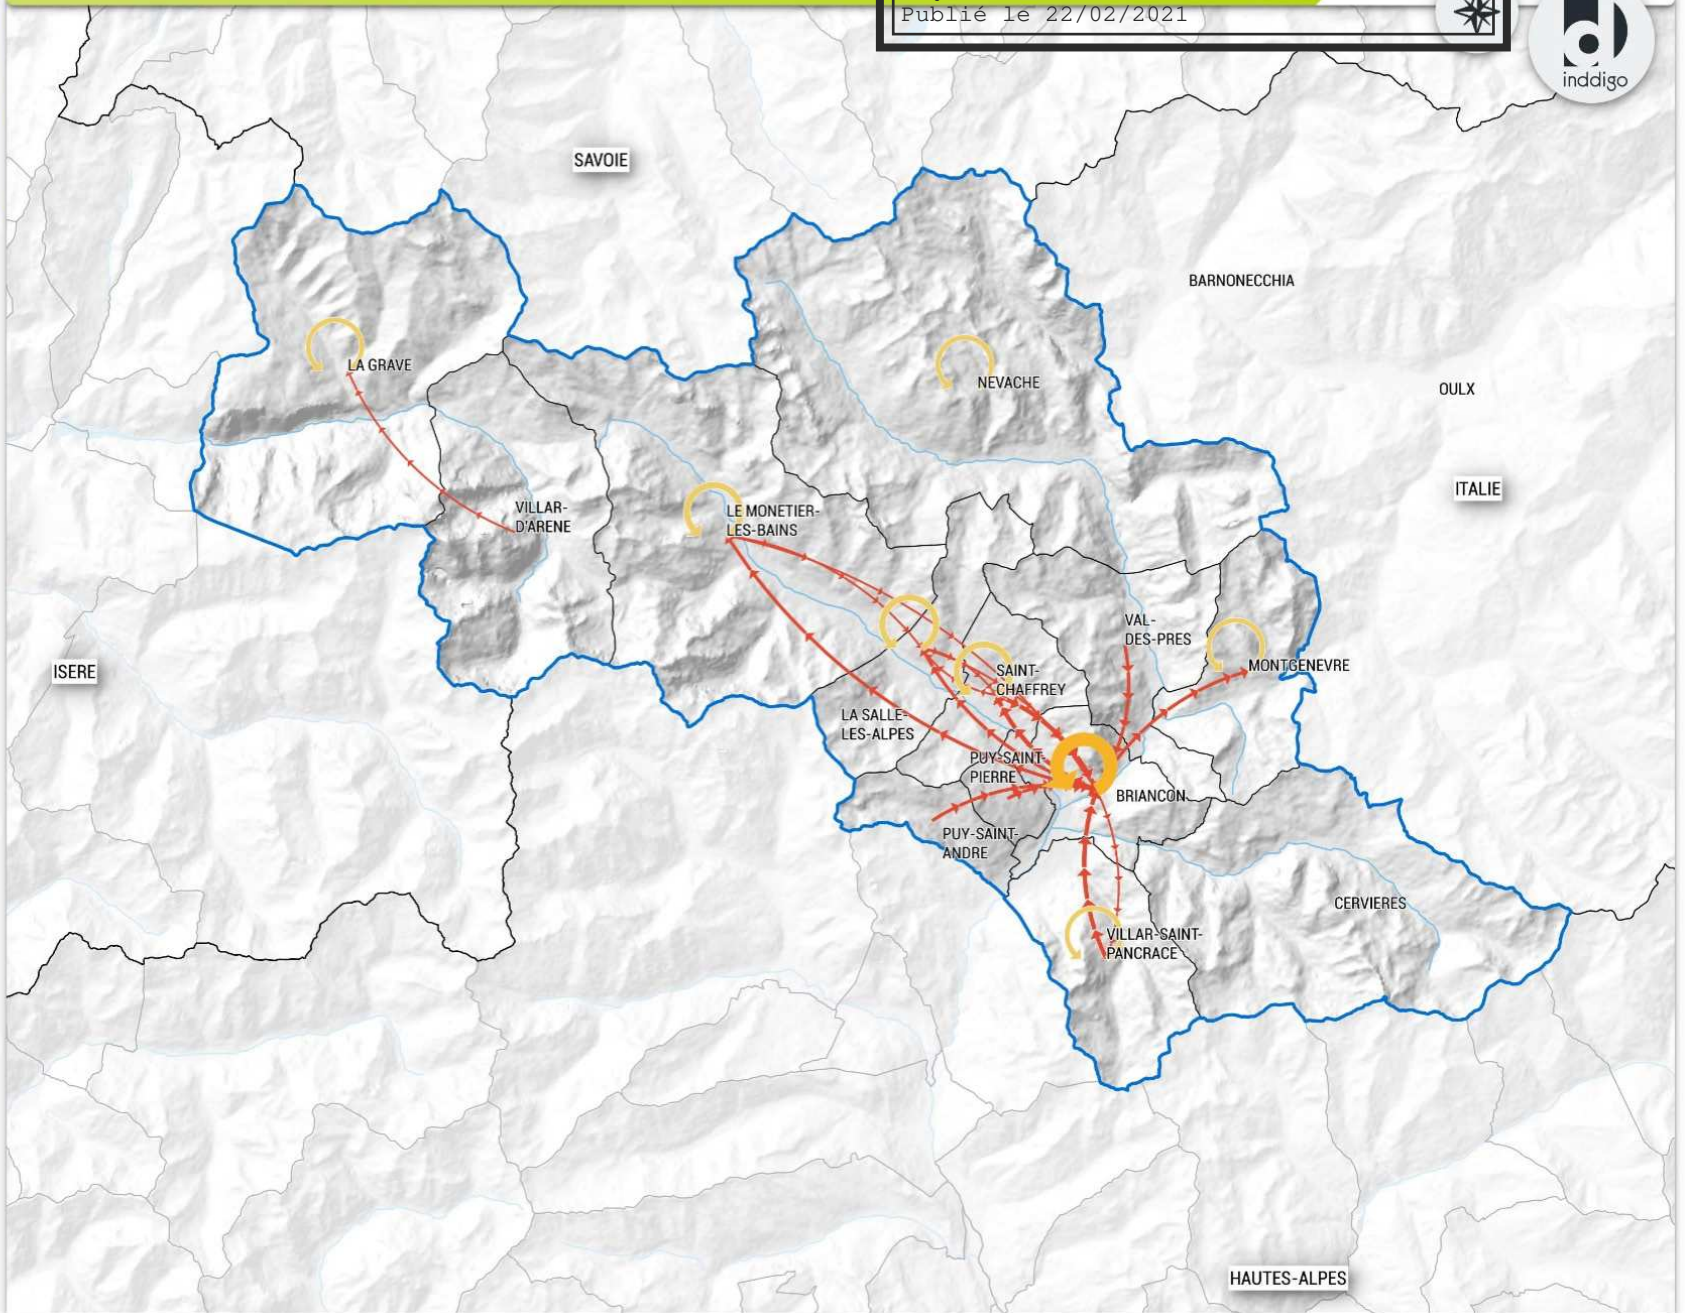 Publié le 22/02/2021
inddigo
SAVOIE
BARNONECCHIA
LA GRAVE
NEVACHE
OULX
ITALIE
VILLAR-
D'ARENE
LE MONETIER-
LES-BAINS
VAL-
DES-PRES
ISERE
MONTGENEVRE
SAINT-
CHAFFREY
LA SALLE-
LES-ALPES
PUY-SAINT-
PIERRE
BRIANCON
PUY-SAINT-
ANDRE
CERVIERES
VILLAR-SAINT-
PANCRACE
HAUTES-ALPES